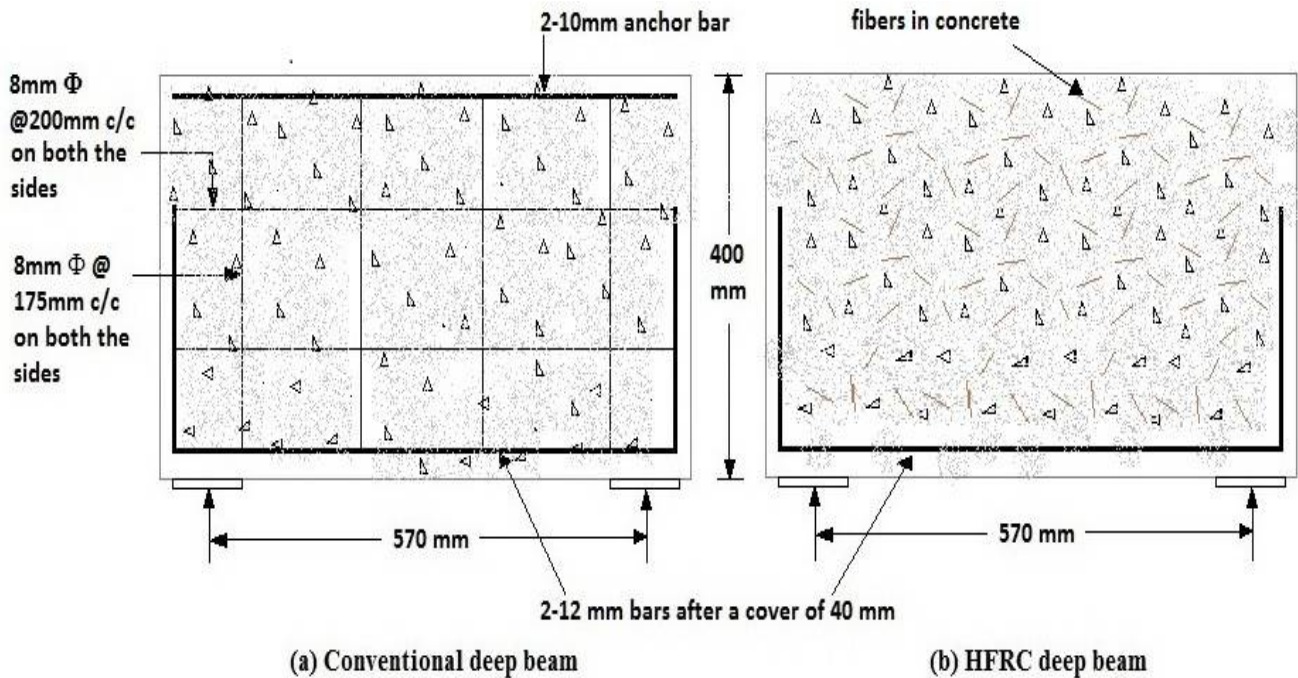 2-10mm anchor bar
fibers in concrete
8mm Φ
@200mm c/c
on both the
sides
8mm Φ @
175mm c/c
on both the
sides
400
mm
570 mm
570 mm
2-12 mm bars after a cover of 40 mm
(a) Conventional deep beam
(b) HFRC deep beam